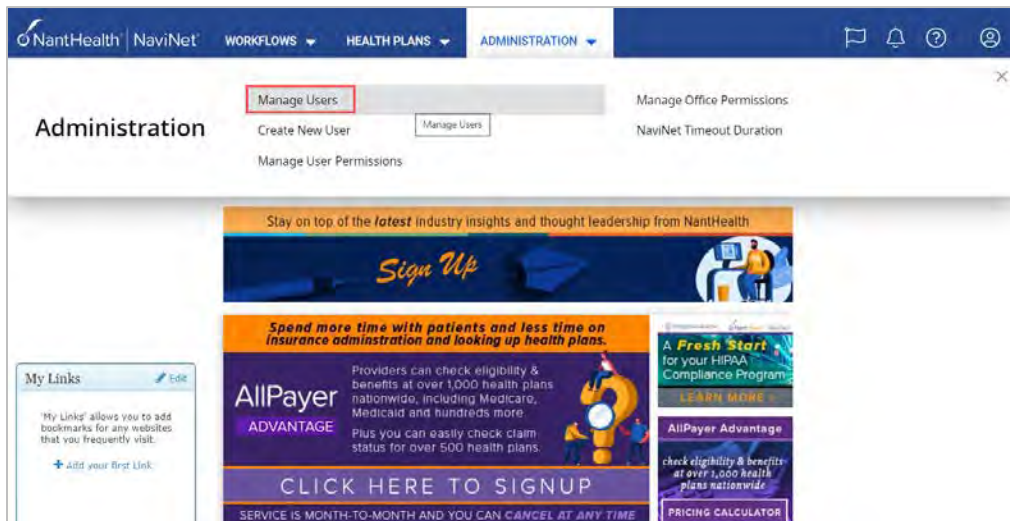 NantHealth | NaviNet
WORKFLOWS
HEALTH PLANS
ADMINISTRATION
Administration
Manage Users
Create New User
Manage Users
Manage User Permissions
Manage Office Permissions
NaviNet Timeout Duration
Stay on top of the latest industry insights and thought leadership from NantHealth
Sign Up
My Links
Edit
'My Links' allows you to add
bookmarks for any websites
that you frequently visit.
Add your first Link
Spend more time with patients and less time on
insurance adminstration and looking up health plans.
AllPayer
ADVANTAGE
Providers can check eligibility &
benefits at over 1,000 health plans
nationwide, including Medicare,
Medicaid and hundreds more
Plus you can easily check claim
status for over 500 health plans.
CLICK HERE TO SIGNUP
SERVICE IS MONTH-TO-MONTH AND YOU CAN CANCEL AT ANY TIME
A Fresh Start
for your HIPAA
Compliance Program
LEARN MORE >
AllPayer Advantage
check eligibility & benefits
at over 1,000 health
plans nationwide
PRICING CALCULATOR